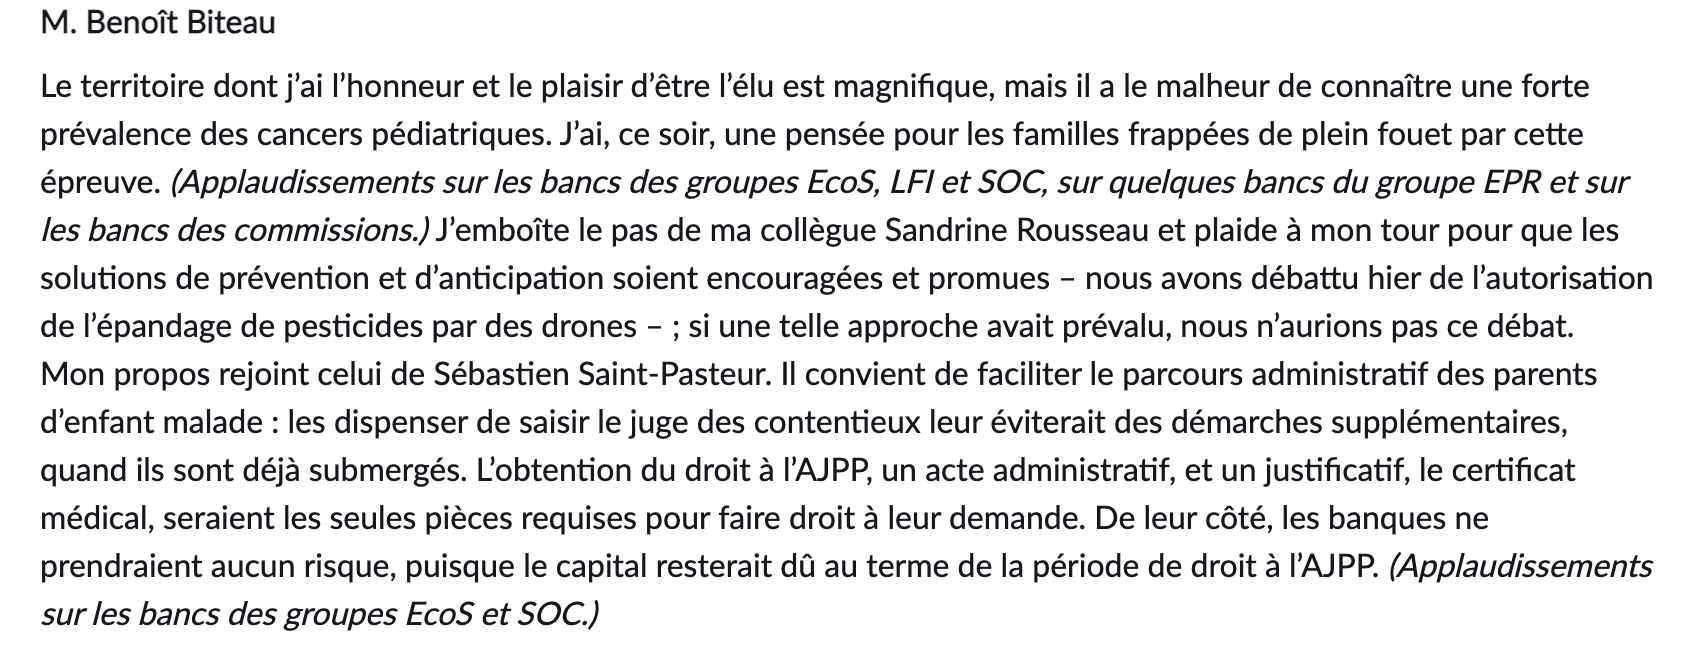 M. Benoît Biteau
Le territoire dont j’ai l’honneur et le plaisir d’être l’élu est magnifique, mais il a le malheur de connaître une forte
prévalence des cancers pédiatriques. J’ai, ce soir, une pensée pour les familles frappées de plein fouet par cette
épreuve. (Applaudissements sur les bancs des groupes EcoS, LFI et SOC, sur quelques bancs du groupe EPR et sur
les bancs des commissions.) J’emboîte le pas de ma collègue Sandrine Rousseau et plaide à mon tour pour que les
solutions de prévention et d’anticipation soient encouragées et promues – nous avons débattu hier de l’autorisation
de l’épandage de pesticides par des drones – ; si une telle approche avait prévalu, nous n’aurions pas ce débat.
Mon propos rejoint celui de Sébastien Saint-Pasteur. Il convient de faciliter le parcours administratif des parents
d’enfant malade : les dispenser de saisir le juge des contentieux leur éviterait des démarches supplémentaires,
quand ils sont déjà submergés. L’obtention du droit à l’AJPP, un acte administratif, et un justificatif, le certificat
médical, seraient les seules pièces requises pour faire droit à leur demande. De leur côté, les banques ne
prendraient aucun risque, puisque le capital resterait dû au terme de la période de droit à l’AJPP. (Applaudissements
sur les bancs des groupes EcoS et SOC.)